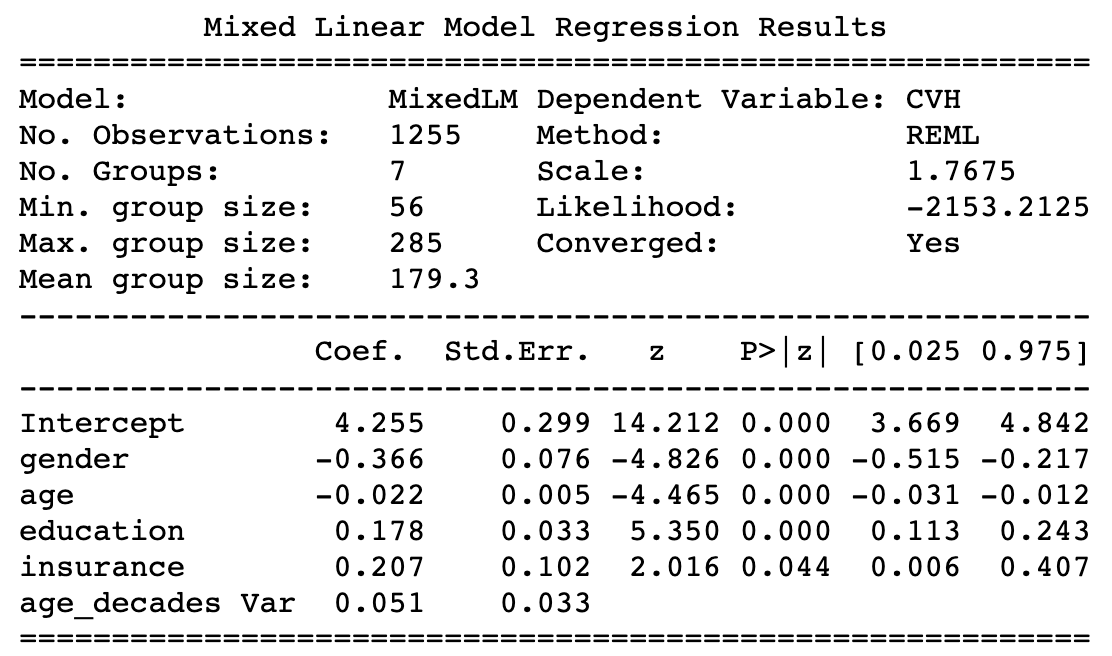 Mixed Linear Model Regression Results
==========================================================
Model: MixedLM Dependent Variable: CVH
No. Observations: 1255 Method: REML
No. Groups: 7 Scale: 1.7675
Min. group size: 56 Likelihood: -2153.2125
Max. group size: 285 Converged: Yes
Mean group size: 179.3
----------------------------------------------------------
Coef. Std.Err. z P>|z| [0.025 0.975]
----------------------------------------------------------
Intercept 4.255 0.299 14.212 0.000 3.669 4.842
gender -0.366 0.076 -4.826 0.000 -0.515 -0.217
age -0.022 0.005 -4.465 0.000 -0.031 -0.012
education 0.178 0.033 5.350 0.000 0.113 0.243
insurance 0.207 0.102 2.016 0.044 0.006 0.407
age_decades Var 0.051 0.033
==========================================================